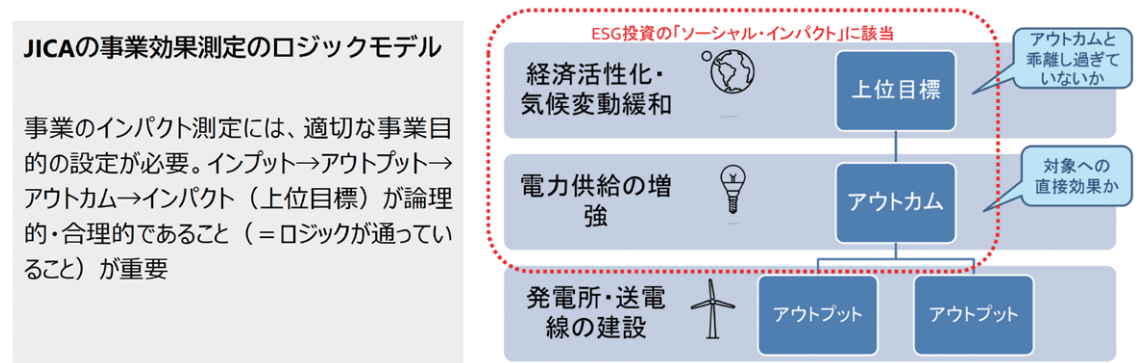 JICAの事業効果測定のロジックモデル
事業のインパクト測定には、適切な事業目
的の設定が必要。インプット→アウトプット→
アウトカム→インパクト（上位目標）が論理
的・合理的であること（＝ロジックが通ってい
ること）が重要
ESG投資の「ソーシャル・インパクト」に該当
経済活性化・
気候変動緩和
上位目標
アウトカムと
乖離し過ぎて
いないか
電力供給の増
強
アウトカム
対象への
直接効果か
発電所・送電
線の建設
アウトプット
アウトプット